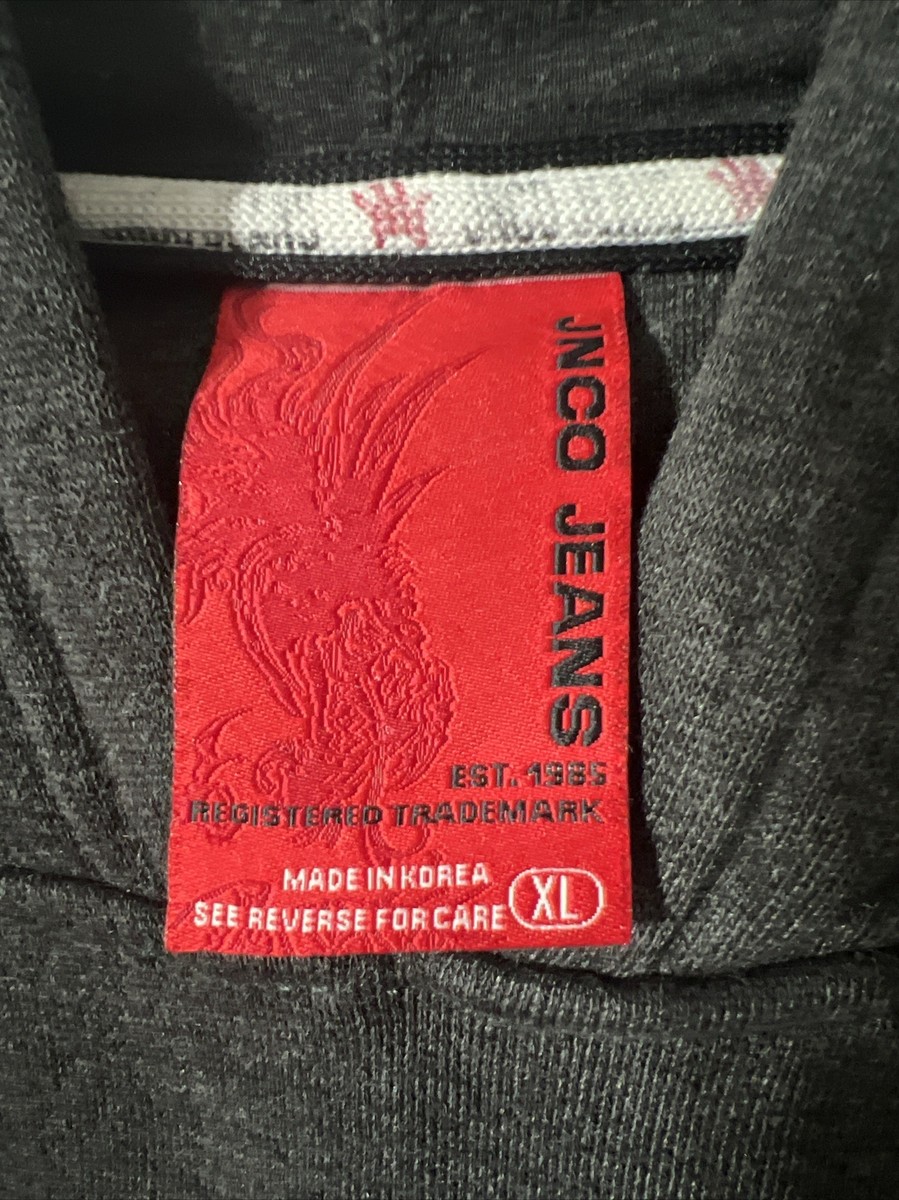 JNCO JEANS
EST. 1985
REGISTERED TRADEMARK
MADE IN KOREA
SEE REVERSE FOR CARE
XL